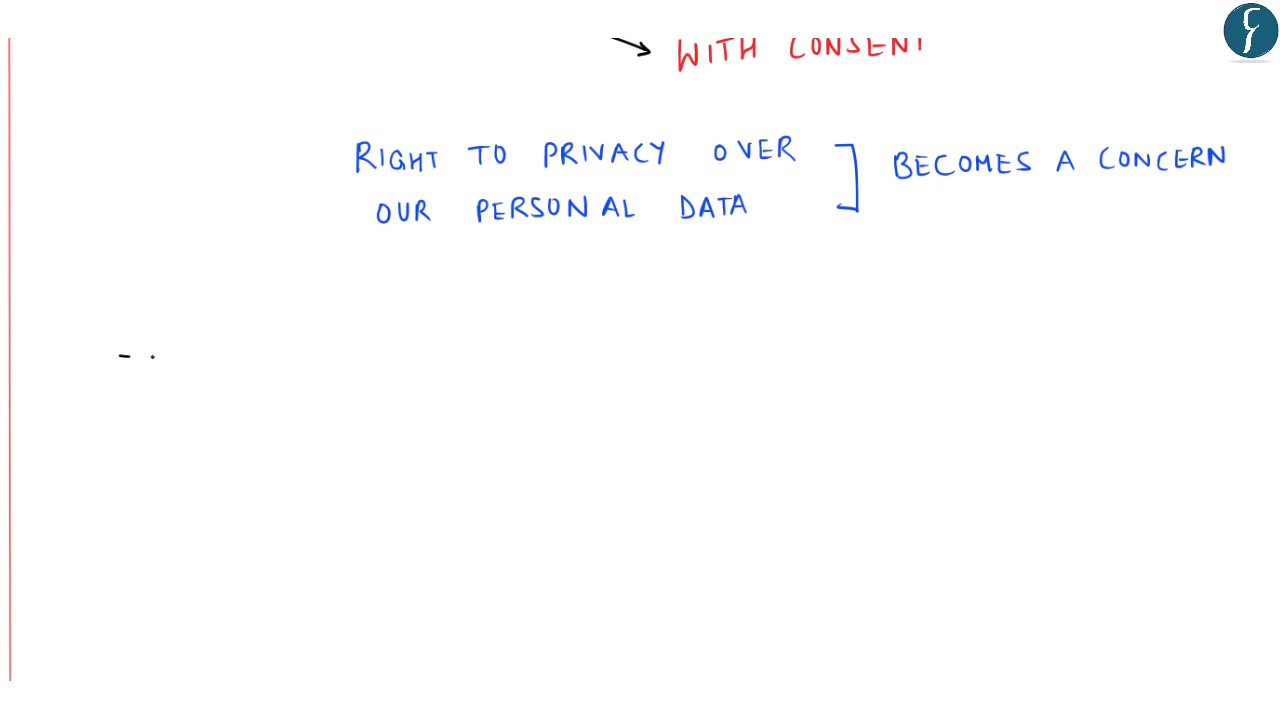 WITH CONSENT
RIGHT TO PRIVACY OVER
OUR PERSONAL DATA
BECOMES A CONCERN